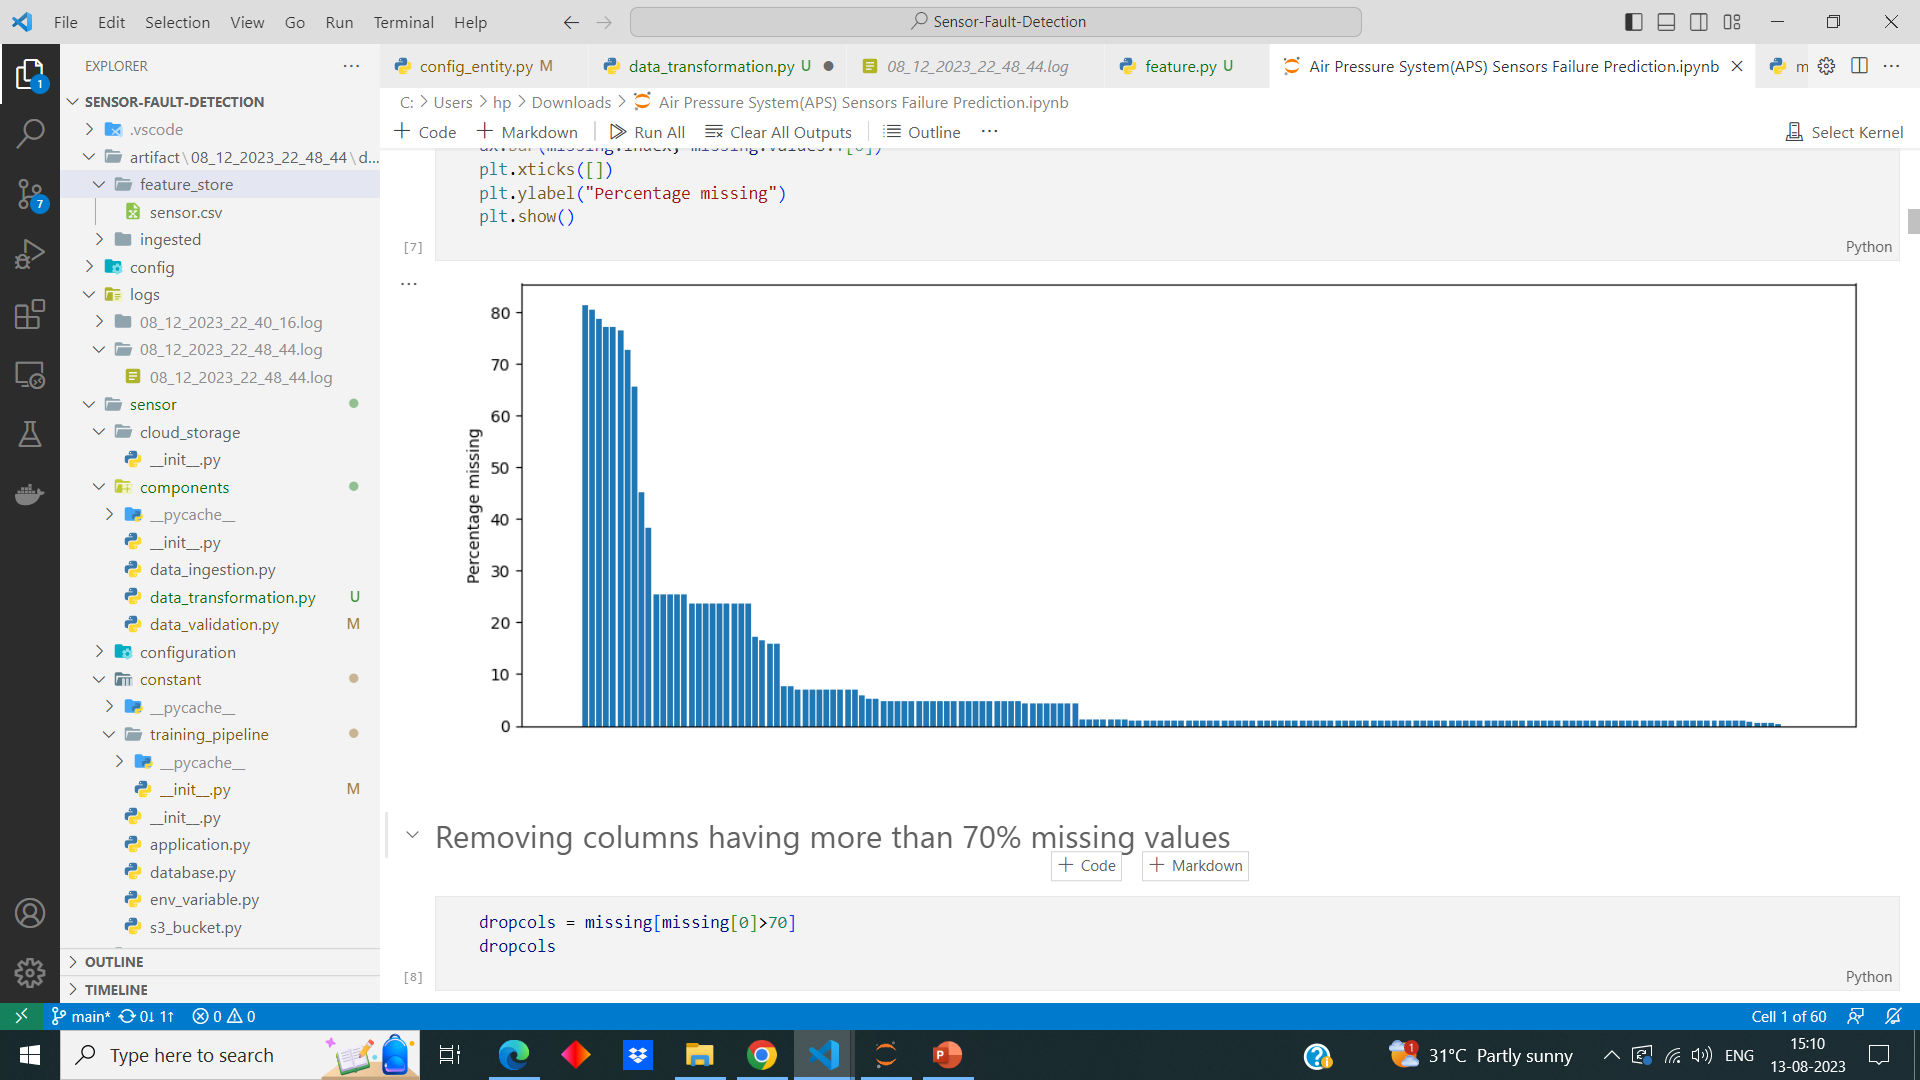 File Edit Selection View Go Run Terminal Help
Sensor-Fault-Detection
EXPLORER
config_entity.py M
data_transformation.py U
08_12_2023_22_48_44.log
feature.py U
Air Pressure System(APS) Sensors Failure Prediction.ipynb
m
C: > Users > hp > Downloads > Air Pressure System(APS) Sensors Failure Prediction.ipynb
+ Code + Markdown Run All Clear All Outputs Outline ...
Select Kernel
1
7
SENSOR-FAULT-DETECTION
.vscode
artifact\08_12_2023_22_48_44\d...
feature_store
sensor.csv
ingested
config
logs
08_12_2023_22_40_16.log
08_12_2023_22_48_44.log
08_12_2023_22_48_44.log
sensor
cloud_storage
__init__.py
components
__pycache__
__init__.py
data_ingestion.py
data_transformation.py U
data_validation.py M
configuration
constant
__pycache__
training_pipeline
__pycache__
__init__.py M
__init__.py
application.py
database.py
env_variable.py
s3_bucket.py
OUTLINE
TIMELINE
plt.xticks([])
plt.ylabel("Percentage missing")
plt.show()
[7]
Python
...
80
70
60
50
40
30
20
10
0
Percentage missing
Removing columns having more than 70% missing values
+ Code + Markdown
dropcols = missing[missing[0]>70]
dropcols
[8]
Python
main* 0↓ 1↑ 0 0
Cell 1 of 60
Type here to search
1
31°C Partly sunny
ENG
15:10
13-08-2023